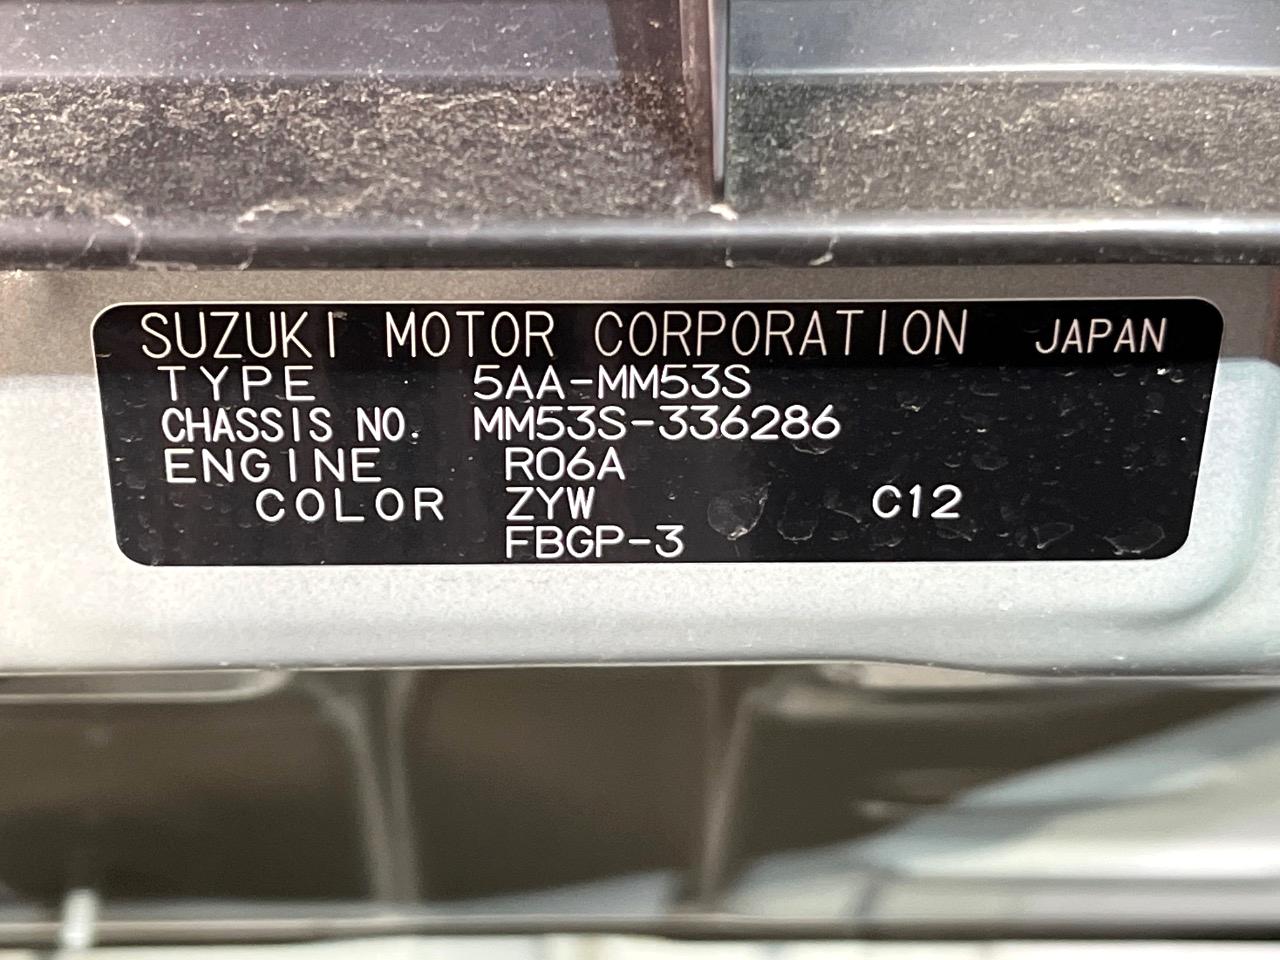 SUZUKI MOTOR CORPORATION JAPAN
TYPE 5AA-MM53S
CHASSIS NO. MM53S-336286
ENGINE R06A
COLOR ZYW C12
FBGP-3